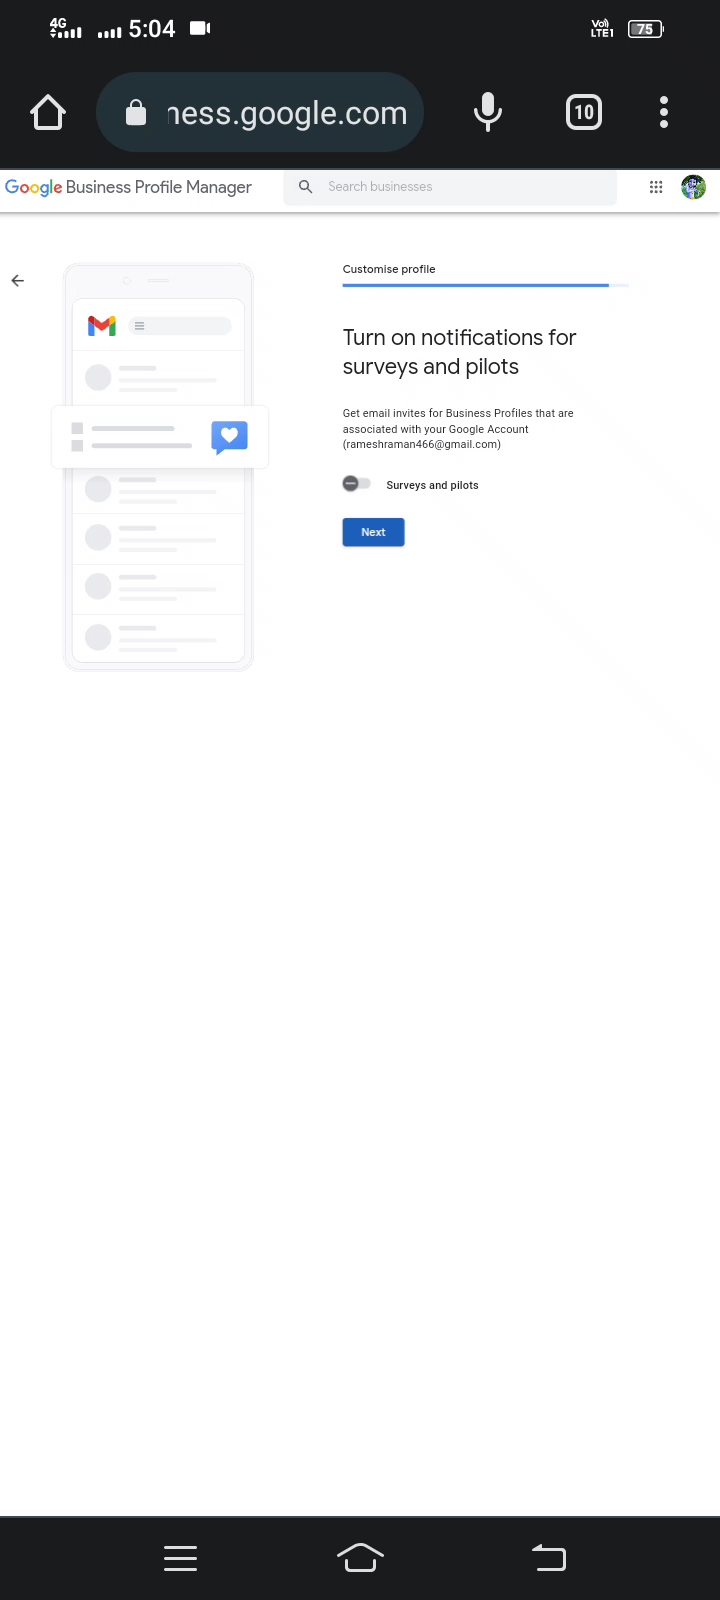 4G 5:04 Vo)) LTE1 75
ness.google.com 10
Google Business Profile Manager Search businesses
Customise profile
Turn on notifications for
surveys and pilots
Get email invites for Business Profiles that are
associated with your Google Account
(rameshraman466@gmail.com)
Surveys and pilots
Next